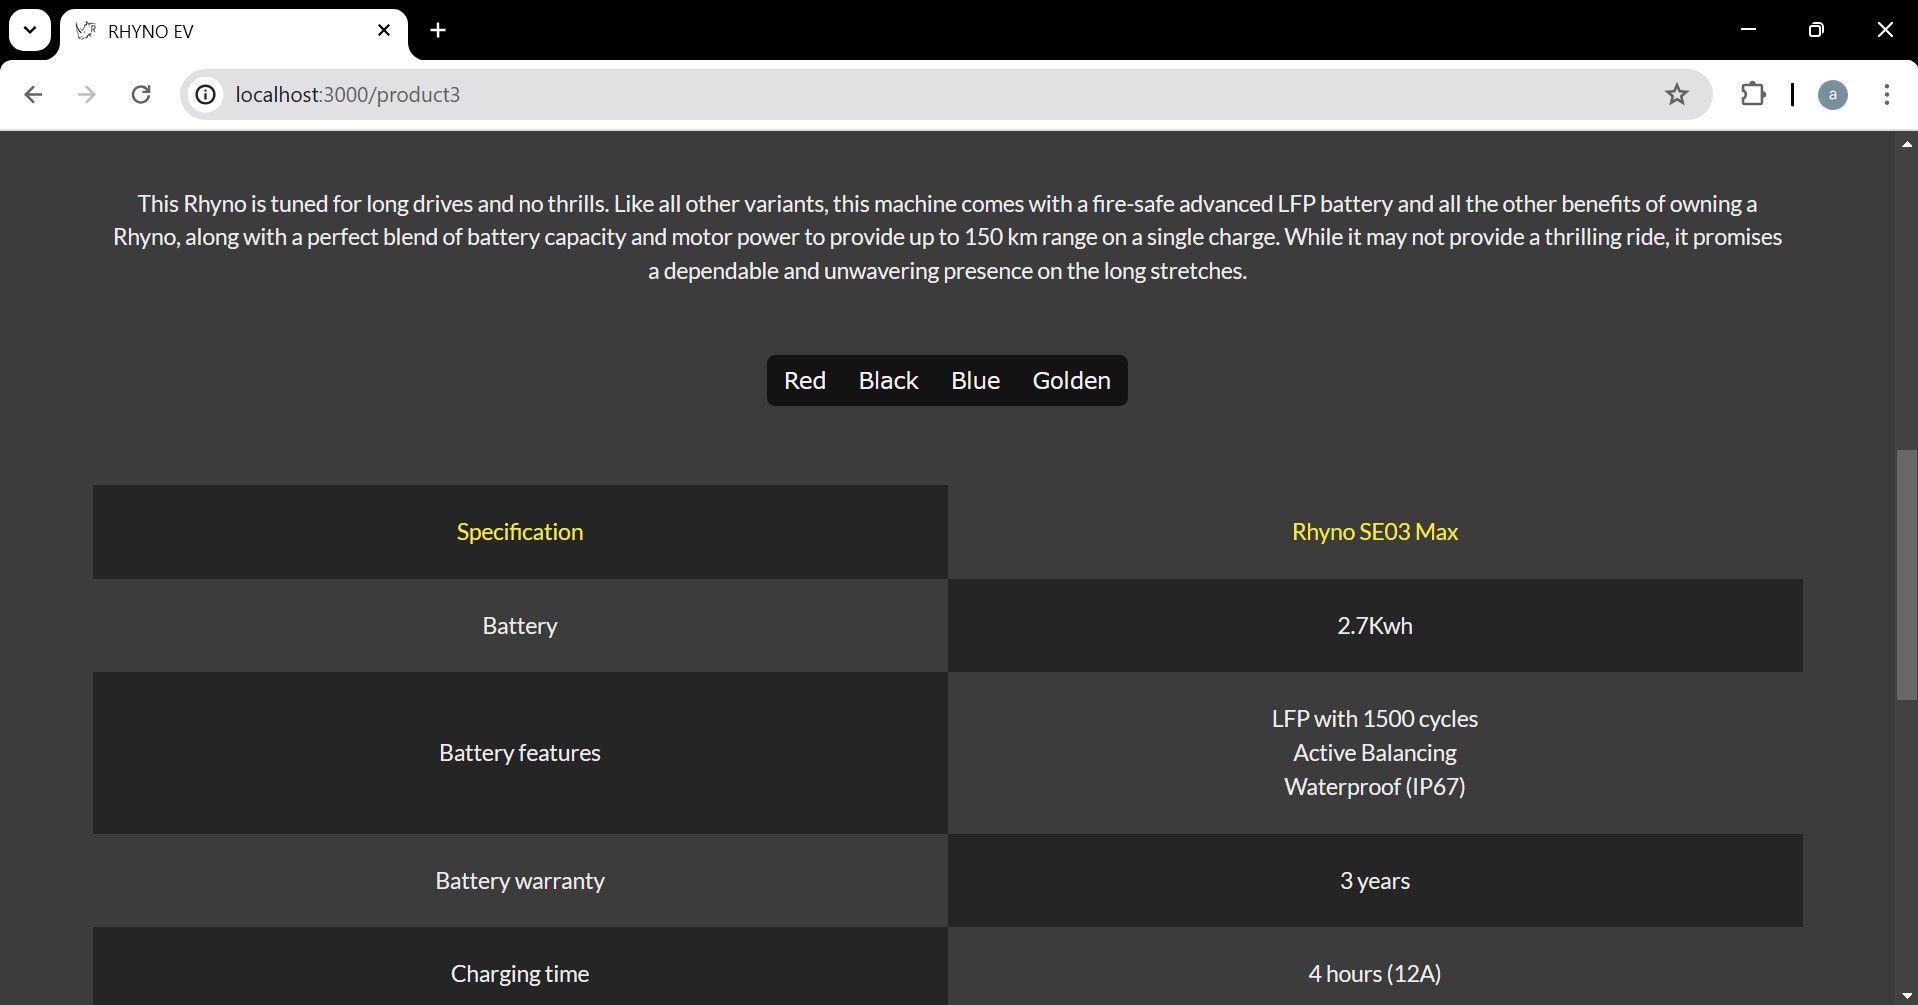 RHYNO EV
localhost:3000/product3
a
This Rhyno is tuned for long drives and no thrills. Like all other variants, this machine comes with a fire-safe advanced LFP battery and all the other benefits of owning a
Rhyno, along with a perfect blend of battery capacity and motor power to provide up to 150 km range on a single charge. While it may not provide a thrilling ride, it promises
a dependable and unwavering presence on the long stretches.
Red Black Blue Golden
Specification Rhyno SE03 Max
Battery 2.7Kwh
Battery features
LFP with 1500 cycles
Active Balancing
Waterproof (IP67)
Battery warranty 3 years
Charging time 4 hours (12A)